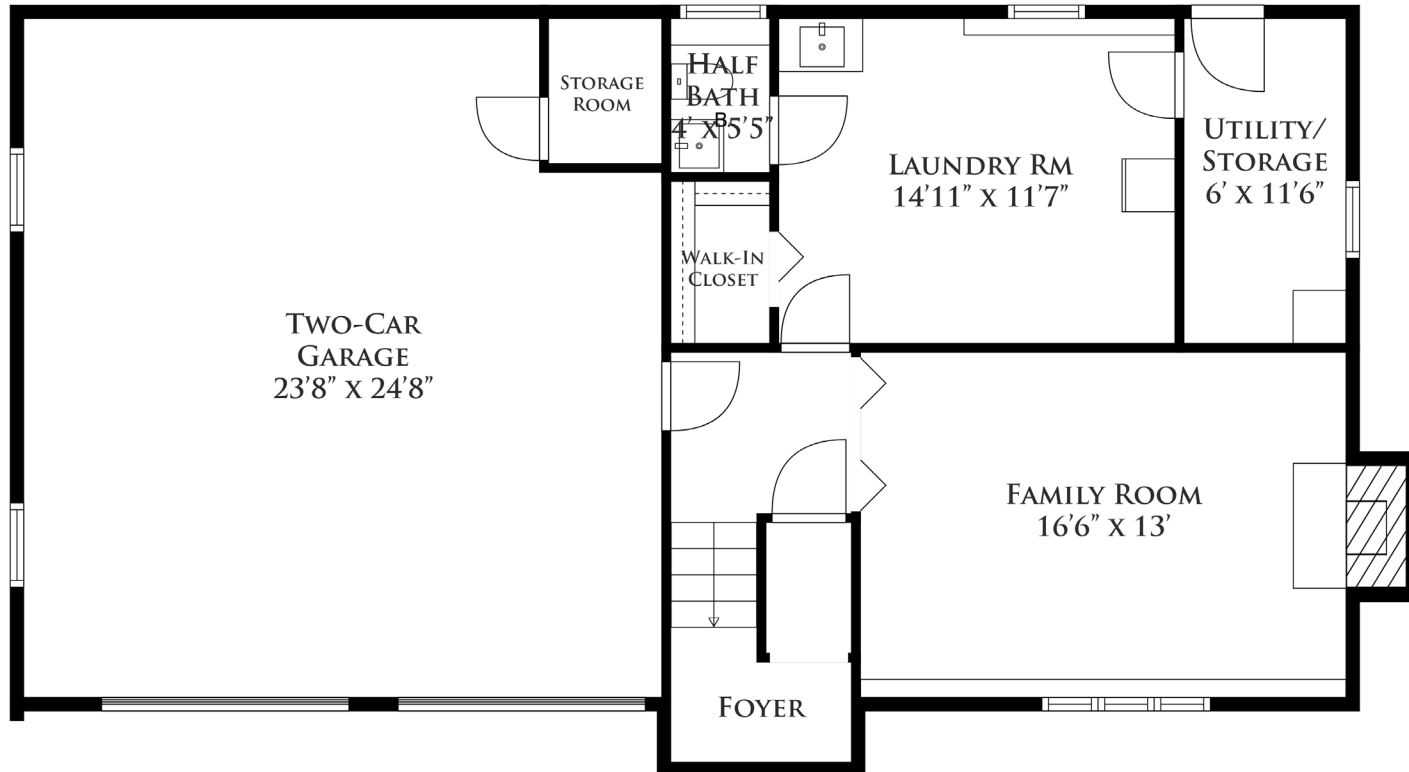 STORAGE
ROOM
HALF
BATH
4' X 5'5"
B
LAUNDRY RM
14'11" X 11'7"
UTILITY/
STORAGE
6' X 11'6"
WALK-IN
CLOSET
TWO-CAR
GARAGE
23'8" X 24'8"
FAMILY ROOM
16'6" X 13'
FOYER